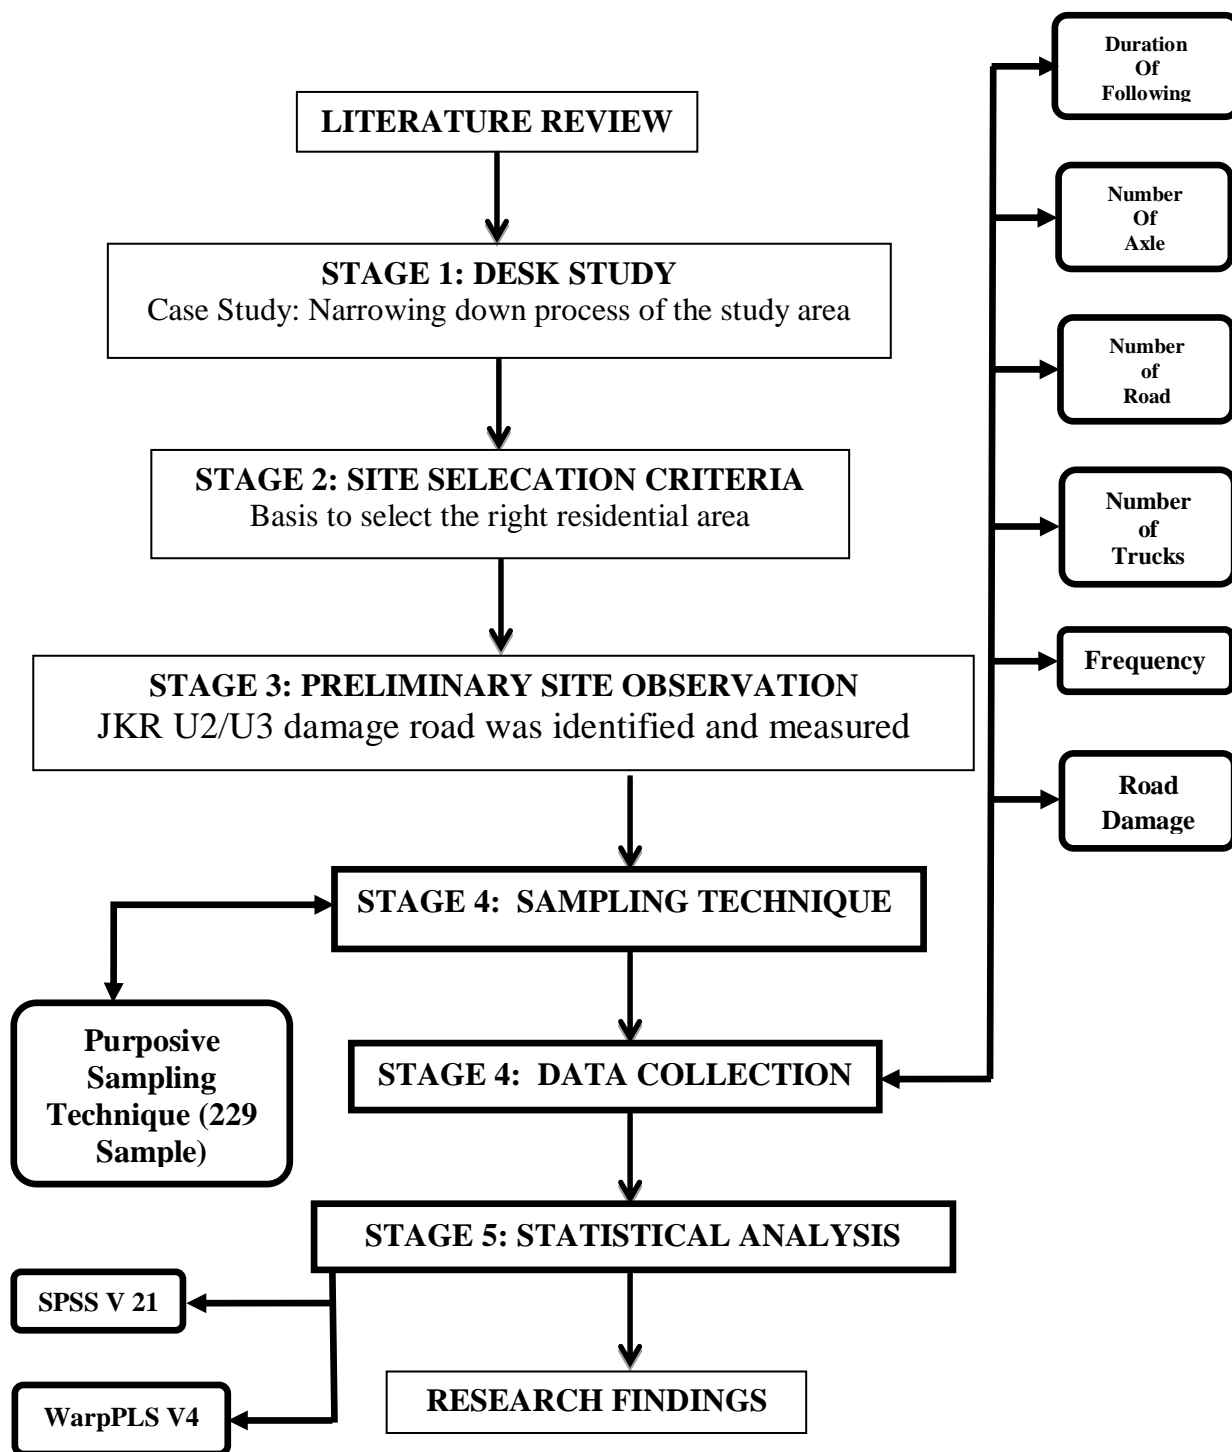 LITERATURE REVIEW
STAGE 1: DESK STUDY
Case Study: Narrowing down process of the study area
STAGE 2: SITE SELECATION CRITERIA
Basis to select the right residential area
STAGE 3: PRELIMINARY SITE OBSERVATION
JKR U2/U3 damage road was identified and measured
STAGE 4: SAMPLING TECHNIQUE
Purposive
Sampling
Technique (229
Sample)
STAGE 4: DATA COLLECTION
Duration
Of
Following
Number
Of
Axle
Number
of
Road
Number
of
Trucks
Frequency
Road
Damage
STAGE 5: STATISTICAL ANALYSIS
SPSS V 21
WarpPLS V4
RESEARCH FINDINGS